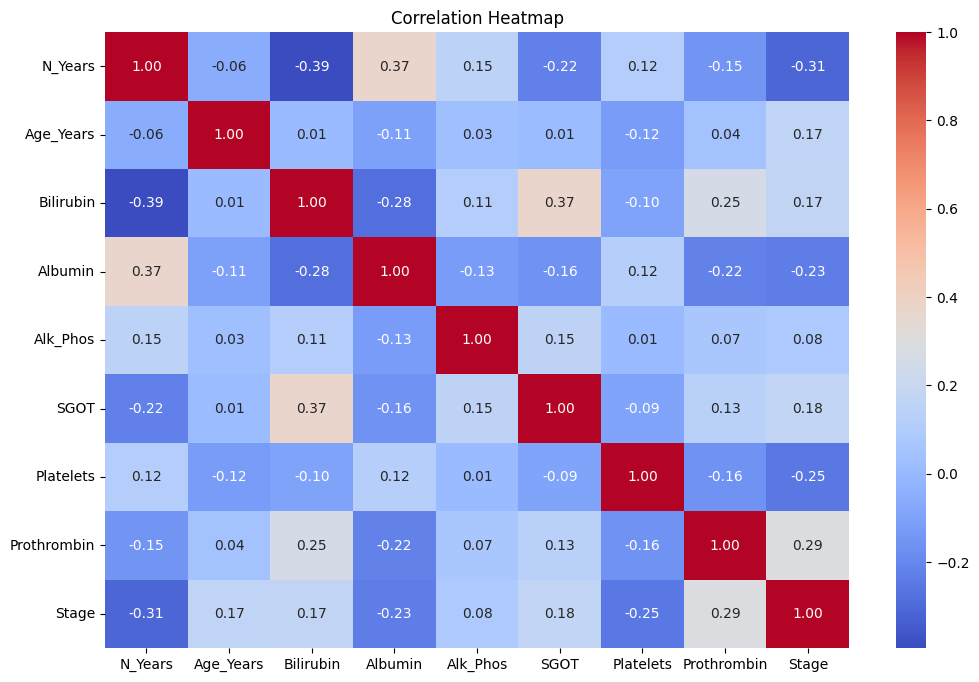 Correlation Heatmap
N_Years 1.00 -0.06 -0.39 0.37 0.15 -0.22 0.12 -0.15 -0.31
Age_Years -0.06 1.00 0.01 -0.11 0.03 0.01 -0.12 0.04 0.17
Bilirubin -0.39 0.01 1.00 -0.28 0.11 0.37 -0.10 0.25 0.17
Albumin 0.37 -0.11 -0.28 1.00 -0.13 -0.16 0.12 -0.22 -0.23
Alk_Phos 0.15 0.03 0.11 -0.13 1.00 0.15 0.01 0.07 0.08
SGOT -0.22 0.01 0.37 -0.16 0.15 1.00 -0.09 0.13 0.18
Platelets 0.12 -0.12 -0.10 0.12 0.01 -0.09 1.00 -0.16 -0.25
Prothrombin -0.15 0.04 0.25 -0.22 0.07 0.13 -0.16 1.00 0.29
Stage -0.31 0.17 0.17 -0.23 0.08 0.18 -0.25 0.29 1.00
N_Years Age_Years Bilirubin Albumin Alk_Phos SGOT Platelets Prothrombin Stage
1.0
0.8
0.6
0.4
0.2
0.0
−0.2